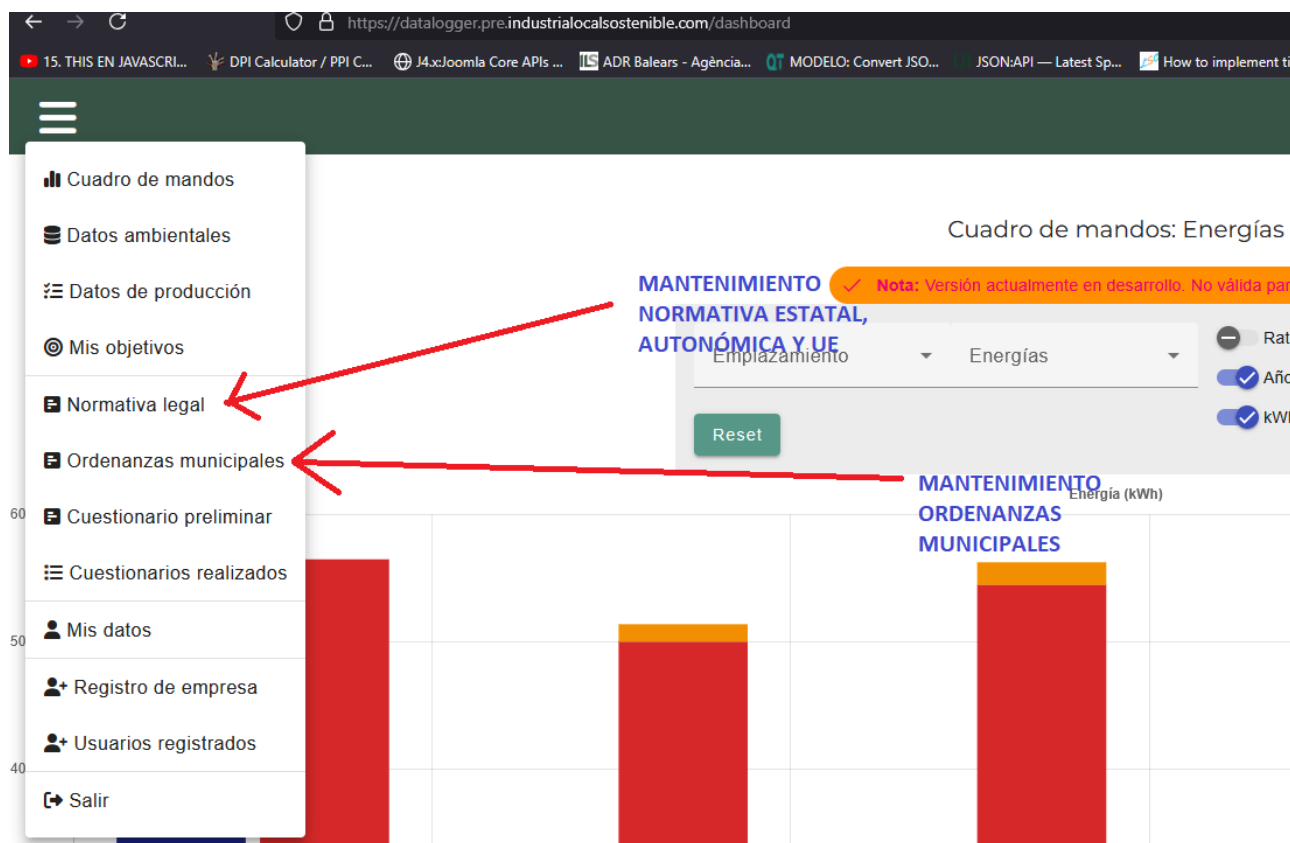 https://datalogger.pre.industrialocalsostenible.com/dashboard
15. THIS EN JAVASCRI... DPI Calculator / PPI C... J4.x:Joomla Core APIs ... ILS ADR Balears - Agència... QT MODELO: Convert JSO... JSON:API — Latest Sp... How to implement ti
Cuadro de mandos
Datos ambientales
Datos de producción
Mis objetivos
Normativa legal
Ordenanzas municipales
Cuestionario preliminar
Cuestionarios realizados
Mis datos
Registro de empresa
Usuarios registrados
Salir
Cuadro de mandos: Energías
MANTENIMIENTO
NORMATIVA ESTATAL,
AUTONÓMICA Y UE
Nota: Versión actualmente en desarrollo. No válida par
Emplazamiento
Energías
Rat
Año
kWh
Reset
MANTENIMIENTO
ORDENANZAS
MUNICIPALES
Energía (kWh)
60
50
40